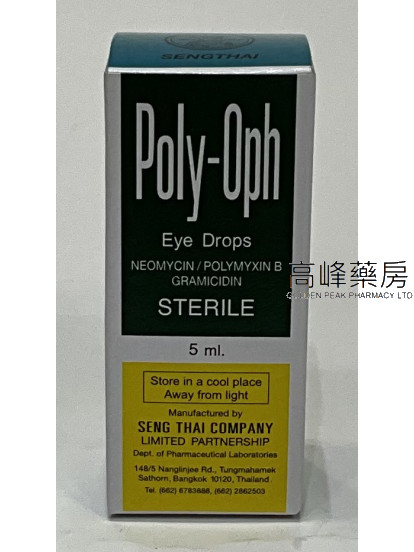 SENGTHAI
Poly-Oph
Eye Drops
NEOMYCIN / POLYMYXIN B
GRAMICIDIN
STERILE
高峰藥房
GOLDEN PEAK PHARMACY LTD
5 ml.
Store in a cool place
Away from light
Manufactured by
SENG THAI COMPANY
LIMITED PARTNERSHIP
Dept. of Pharmaceutical Laboratories
148/5 Nanglinjee Rd., Tungmahamek
Sathorn, Bangkok 10120, Thailand.
Tel. (662) 6783888, (662) 2862503